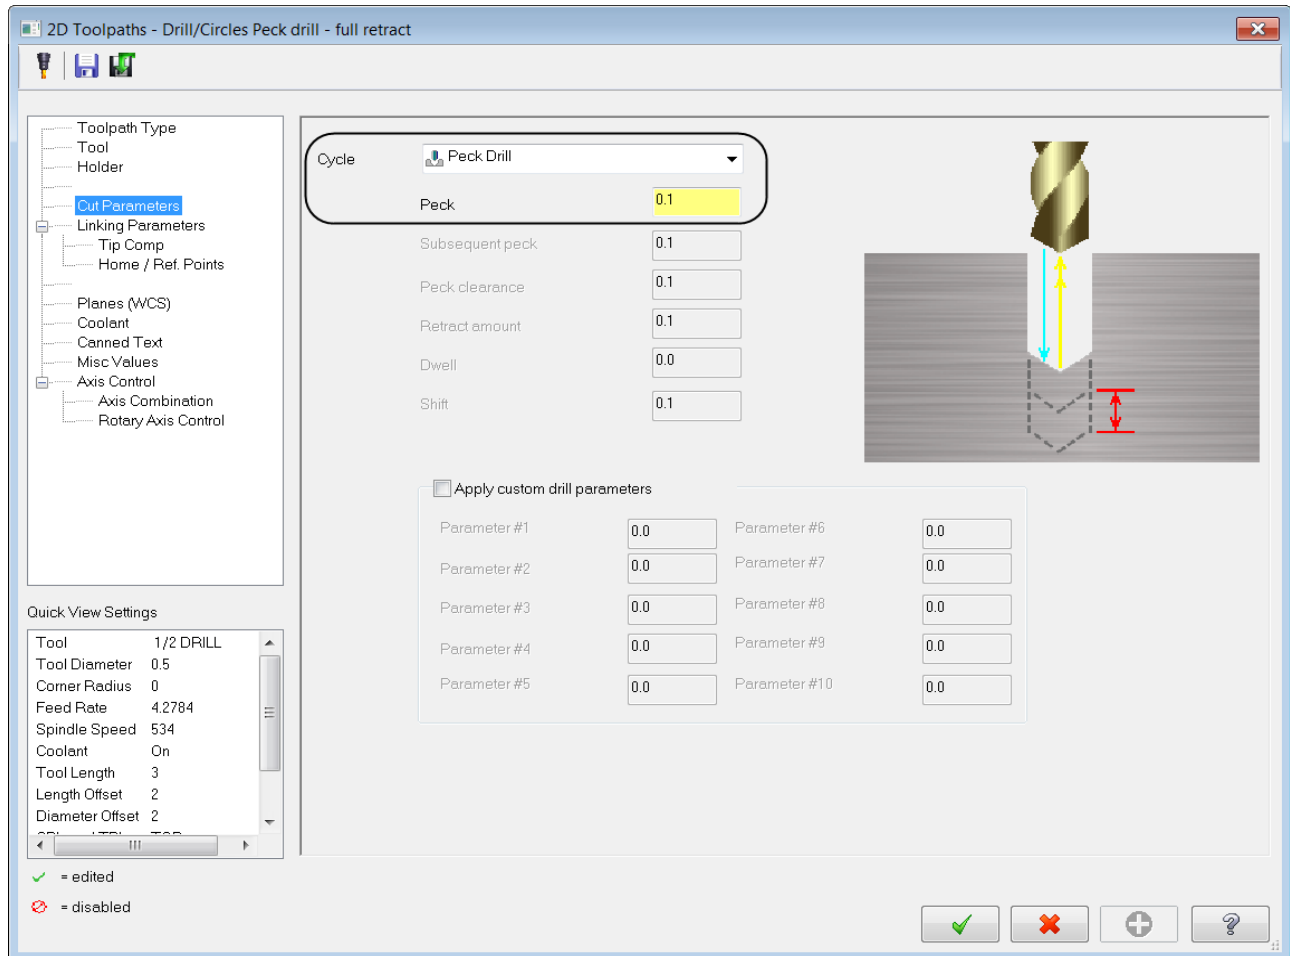 2D Toolpaths - Drill/Circles Peck drill - full retract
Toolpath Type
Tool
Holder
Cut Parameters
Linking Parameters
Tip Comp
Home / Ref. Points
Planes (WCS)
Coolant
Canned Text
Misc Values
Axis Control
Axis Combination
Rotary Axis Control
Cycle Peck Drill
Peck 0.1
Subsequent peck 0.1
Peck clearance 0.1
Retract amount 0.1
Dwell 0.0
Shift 0.1
Apply custom drill parameters
Parameter #1 0.0 Parameter #6 0.0
Parameter #2 0.0 Parameter #7 0.0
Parameter #3 0.0 Parameter #8 0.0
Parameter #4 0.0 Parameter #9 0.0
Parameter #5 0.0 Parameter #10 0.0
Quick View Settings
Tool 1/2 DRILL
Tool Diameter 0.5
Corner Radius 0
Feed Rate 4.2784
Spindle Speed 534
Coolant On
Tool Length 3
Length Offset 2
Diameter Offset 2
= edited
= disabled